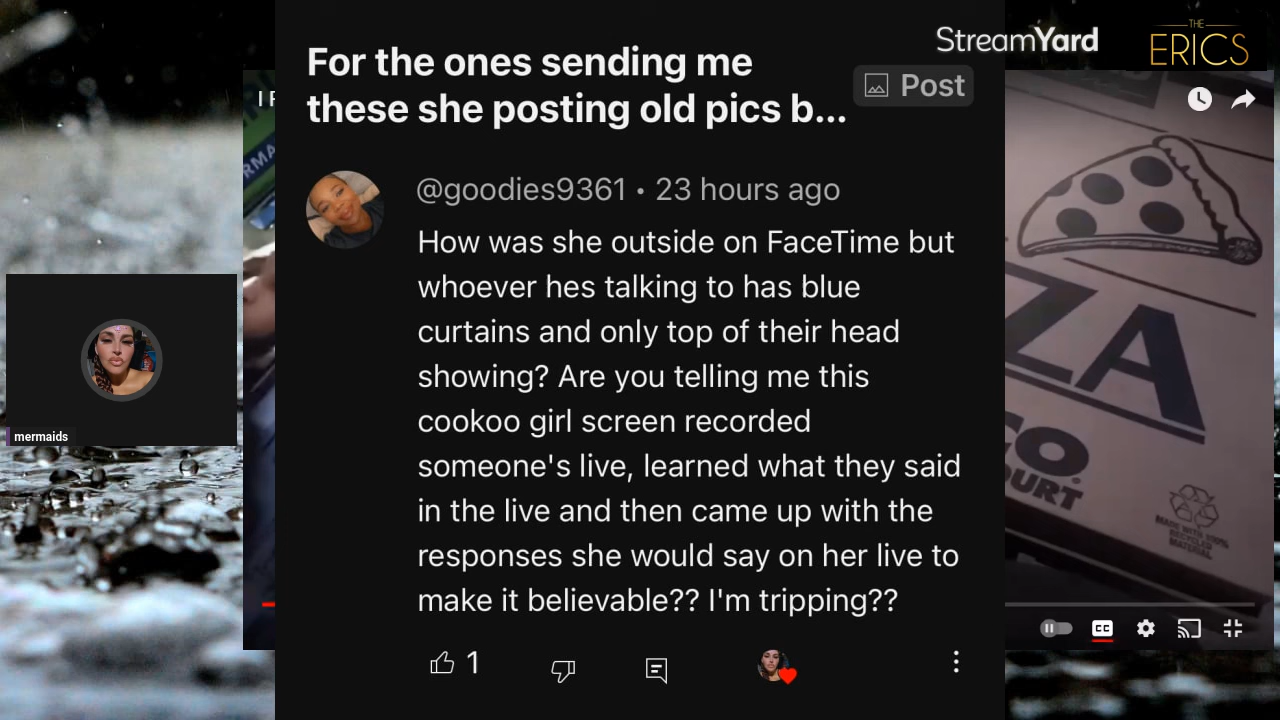 StreamYard
THE
ERICS
For the ones sending me
these she posting old pics b...
Post
@goodies9361 • 23 hours ago
How was she outside on FaceTime but
whoever hes talking to has blue
curtains and only top of their head
showing? Are you telling me this
cookoo girl screen recorded
someone's live, learned what they said
in the live and then came up with the
responses she would say on her live to
make it believable?? I'm tripping??
1
mermaids
ZA
MADE WITH 100%
RECYCLED
MATERIAL
CC